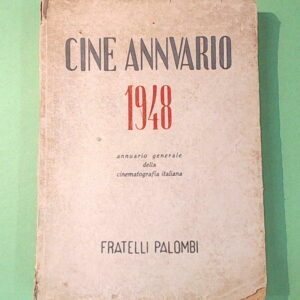 CINE ANNVARIO
1948
annuario generale
della
cinematografia italiana
FRATELLI PALOMBI